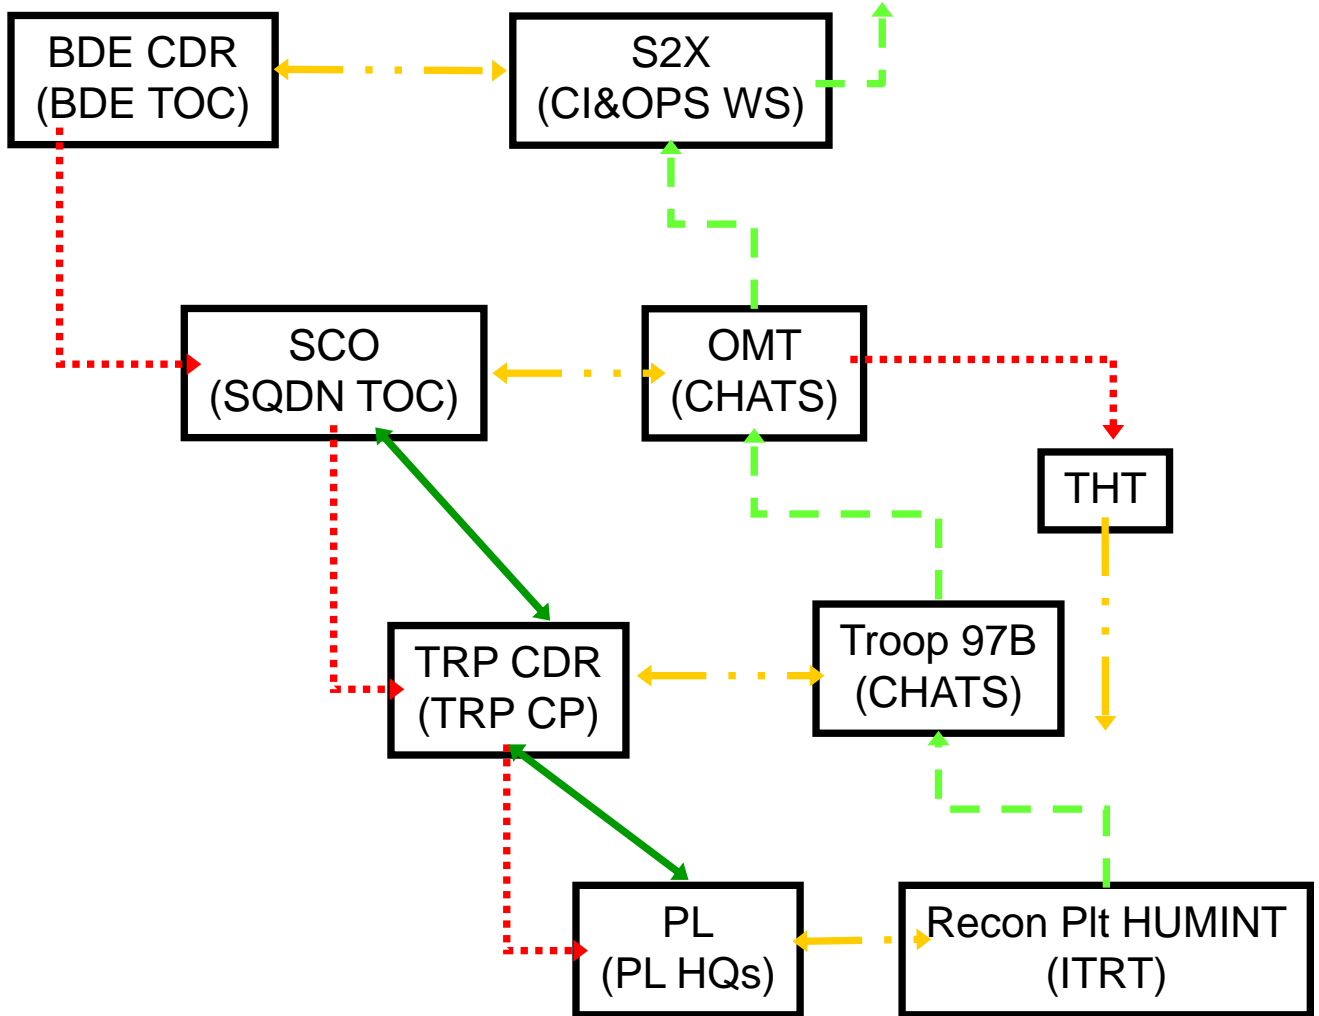 BDE CDR
(BDE TOC)
S2X
(CI&OPS WS)
SCO
(SQDN TOC)
OMT
(CHATS)
THT
TRP CDR
(TRP CP)
Troop 97B
(CHATS)
PL
(PL HQs)
Recon Plt HUMINT
(ITRT)